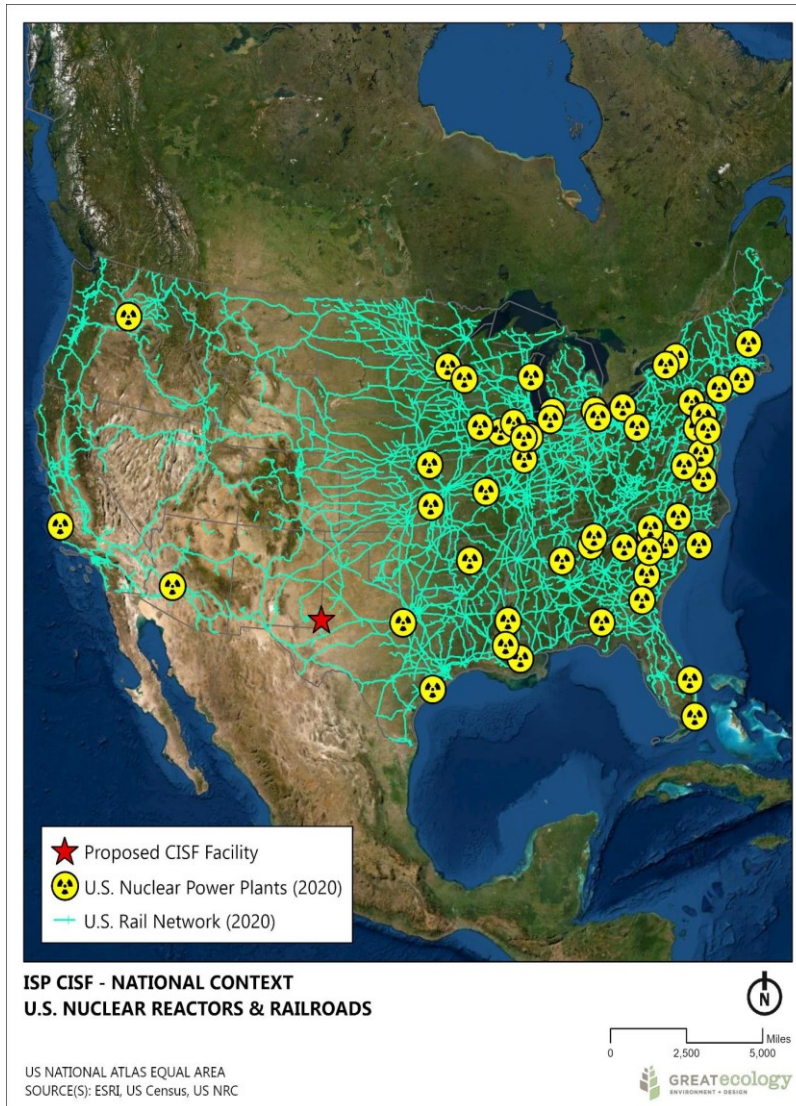 Proposed CISF Facility
U.S. Nuclear Power Plants (2020)
U.S. Rail Network (2020)
ISP CISF - NATIONAL CONTEXT
U.S. NUCLEAR REACTORS & RAILROADS
N
Miles
0 2,500 5,000
US NATIONAL ATLAS EQUAL AREA
SOURCE(S): ESRI, US Census, US NRC
GREATecology
ENVIRONMENT + DESIGN